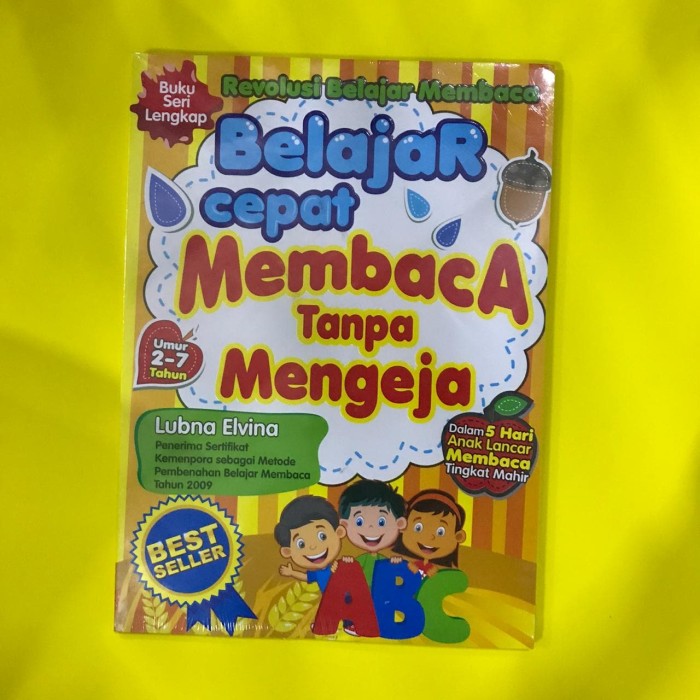 Buku
Seri
Lengkap
Revolusi Belajar Membaca
BelajaR
cepat
MembacA
Tanpa
Mengeja
Umur
2-7
Tahun
Lubna Elvina
Penerima Sertifikat
Kemenpora sebagai Metode
Pembenahan Belajar Membaca
Tahun 2009
Dalam 5 Hari
Anak Lancar
Membaca
Tingkat Mahir
BEST
SELLER
ABC